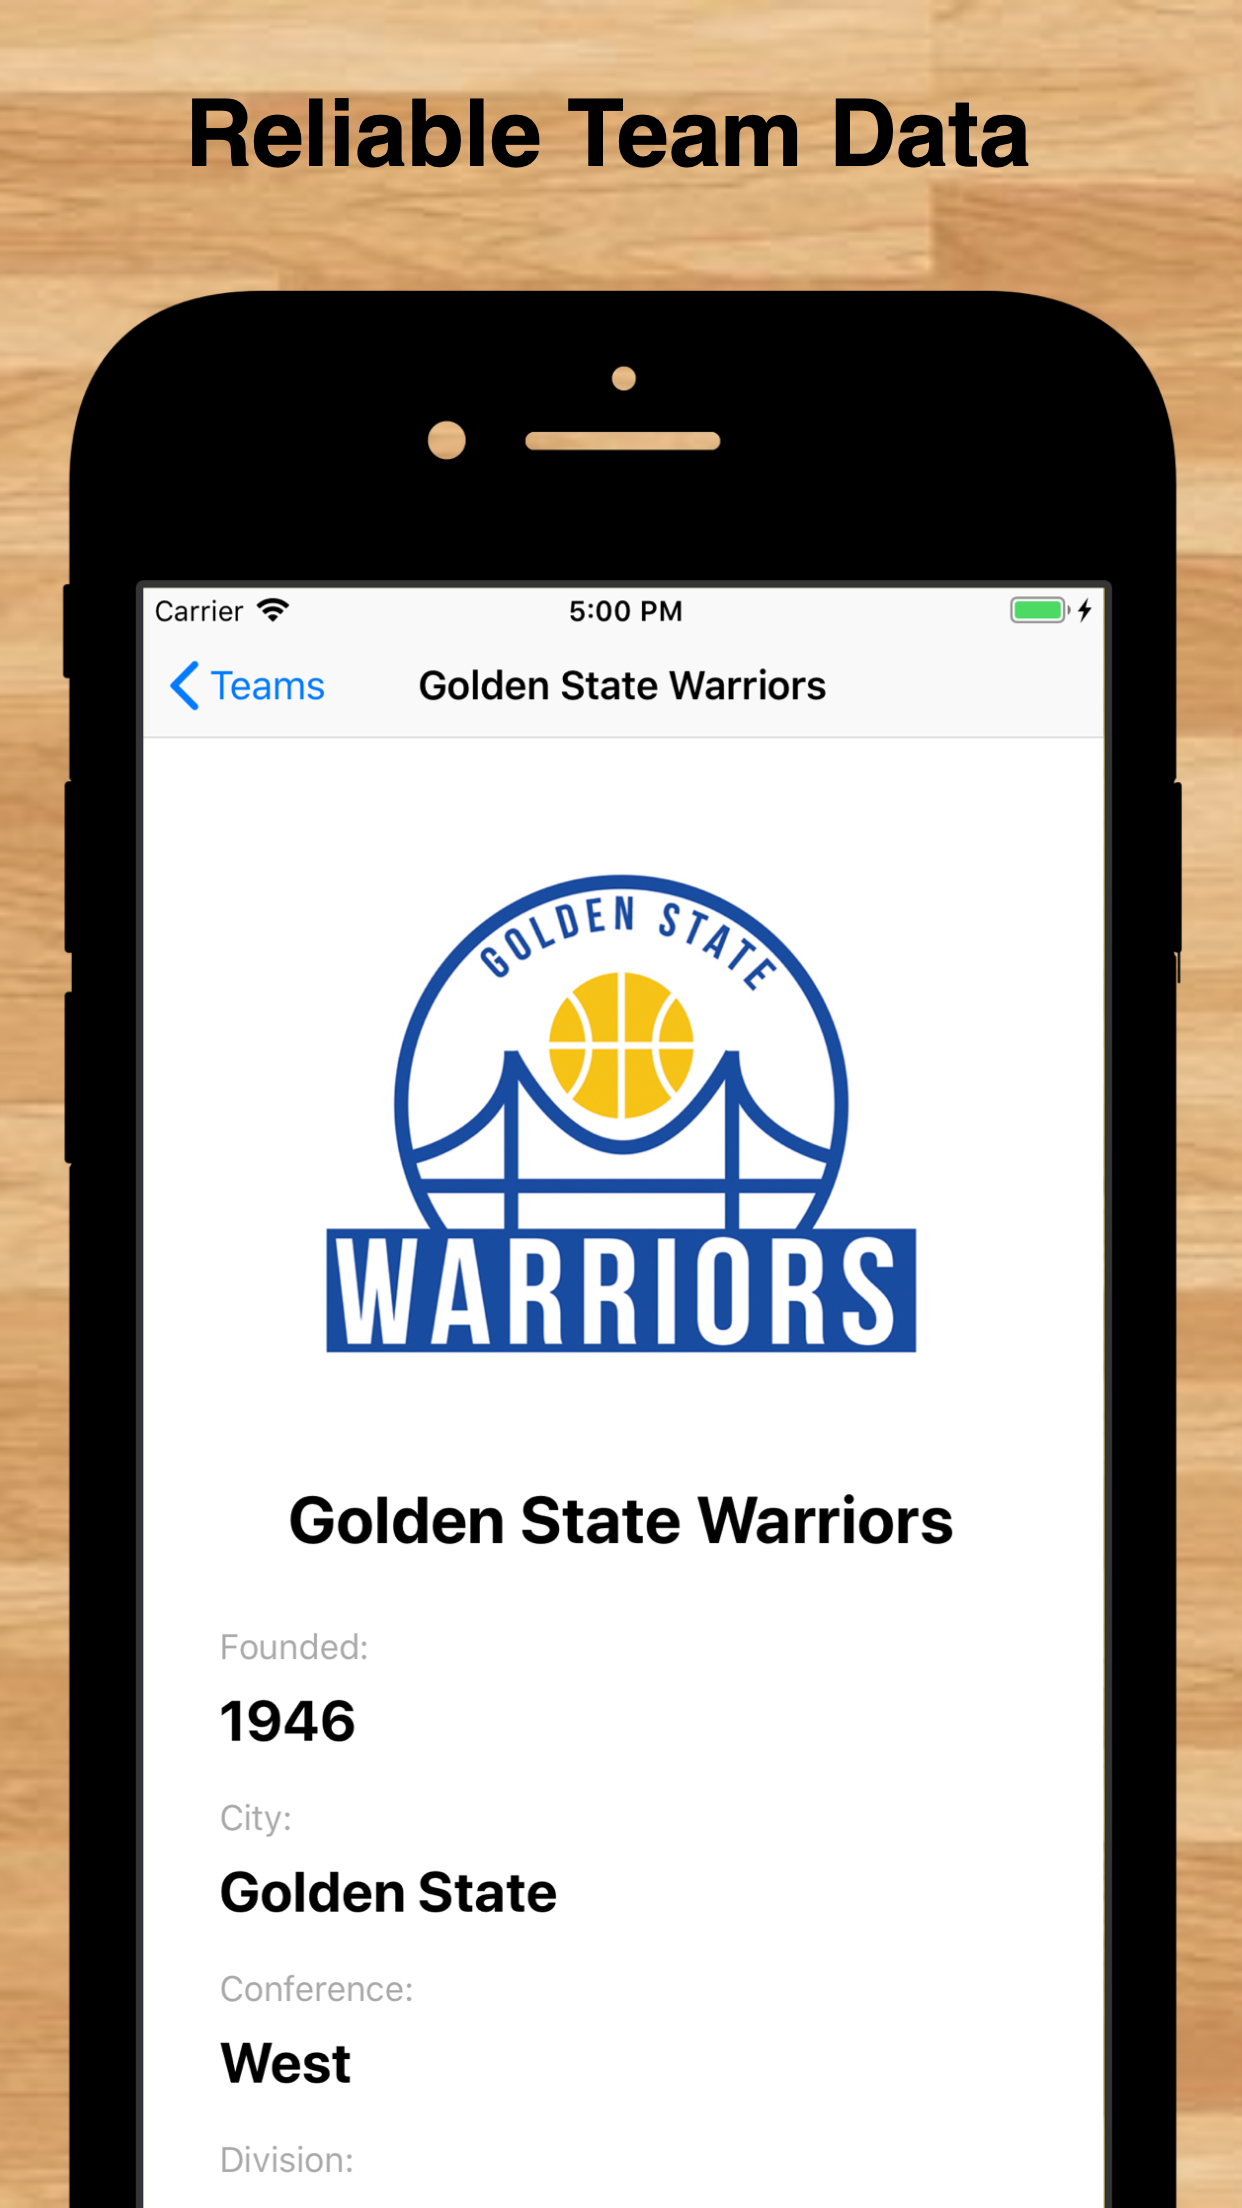 Reliable Team Data
Carrier 5:00 PM
Teams Golden State Warriors
GOLDEN STATE
WARRIORS
Golden State Warriors
Founded:
1946
City:
Golden State
Conference:
West
Division: